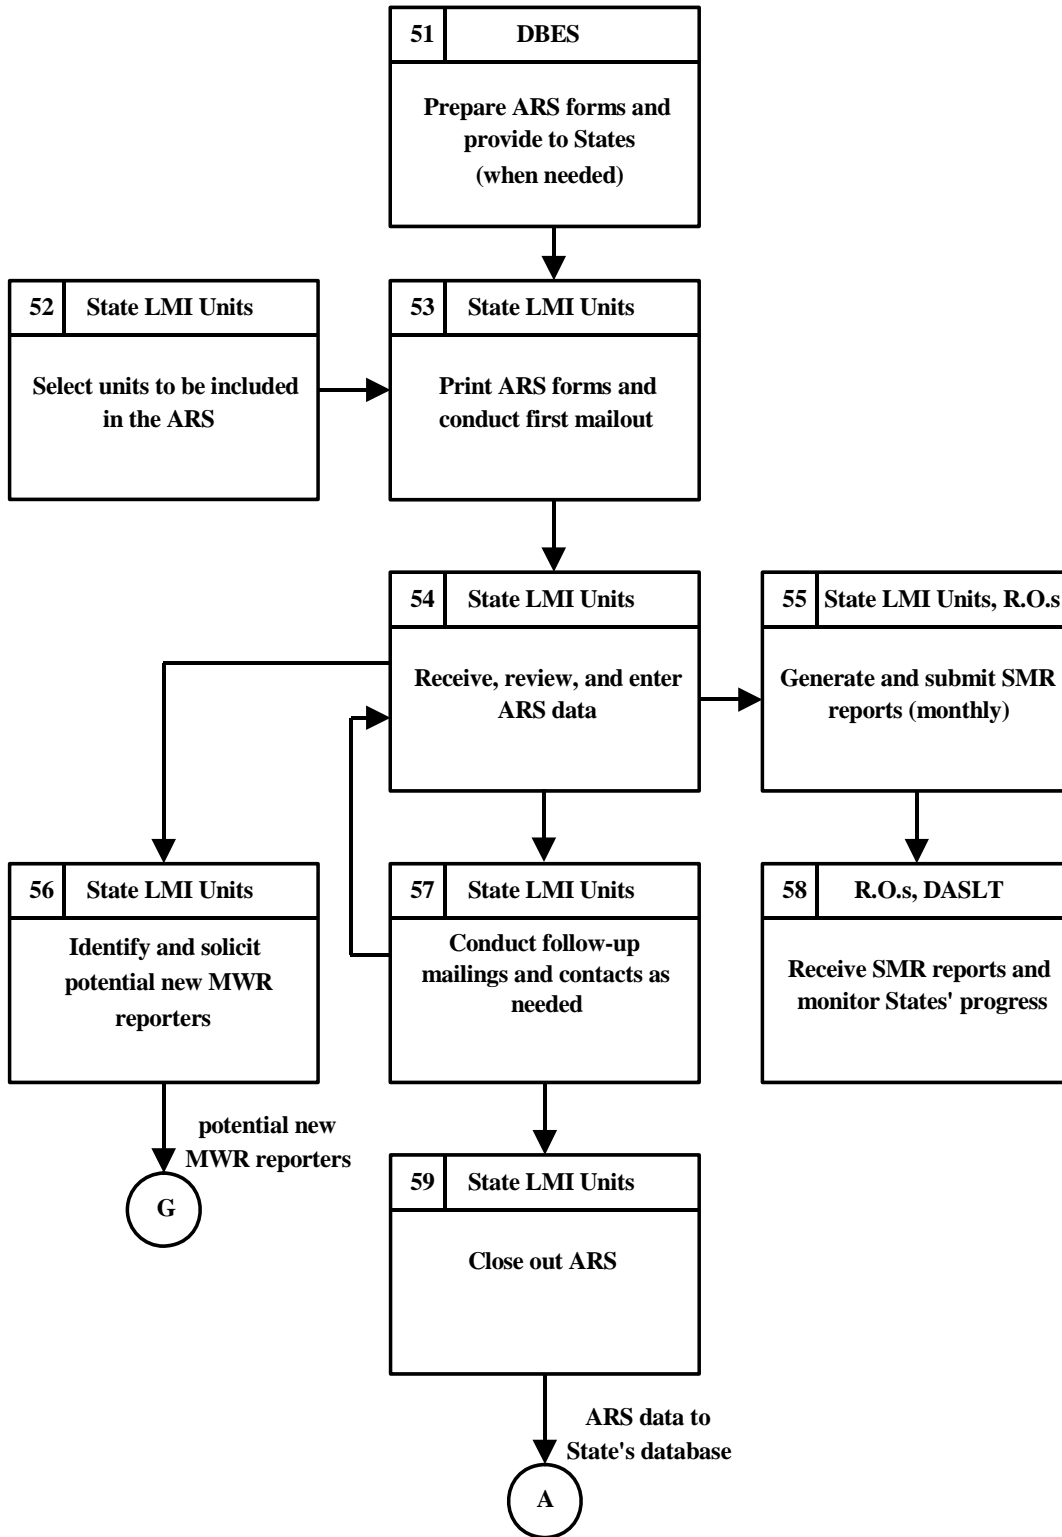 51 DBES
Prepare ARS forms and
provide to States
(when needed)
52 State LMI Units
Select units to be included
in the ARS
53 State LMI Units
Print ARS forms and
conduct first mailout
54 State LMI Units
Receive, review, and enter
ARS data
55 State LMI Units, R.O.s
Generate and submit SMR
reports (monthly)
56 State LMI Units
Identify and solicit
potential new MWR
reporters
57 State LMI Units
Conduct follow-up
mailings and contacts as
needed
58 R.O.s, DASLT
Receive SMR reports and
monitor States' progress
potential new
MWR reporters
G
59 State LMI Units
Close out ARS
ARS data to
State's database
A